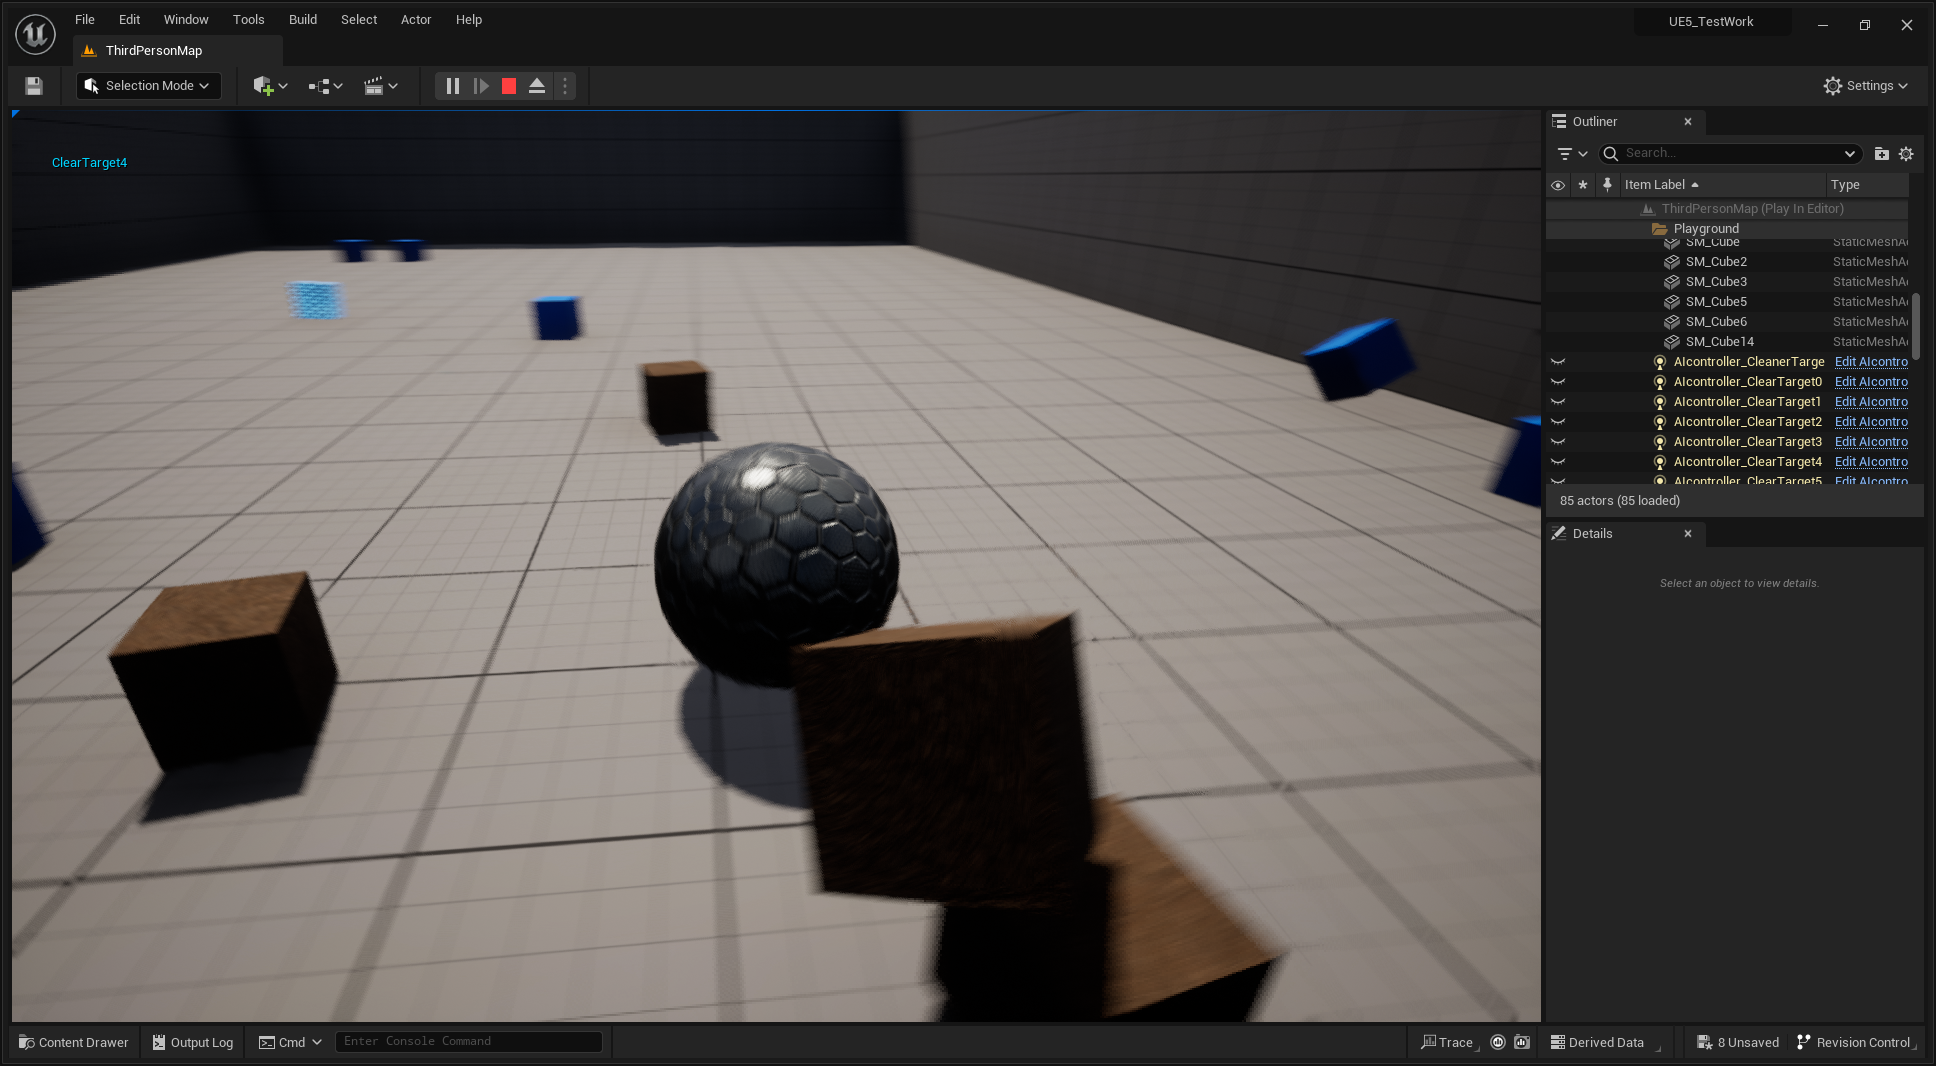 File Edit Window Tools Build Select Actor Help
UE5_TestWork
ThirdPersonMap
Selection Mode
Settings
ClearTarget4
Outliner
Search...
Item Label Type
ThirdPersonMap (Play In Editor)
Playground
SM_Cube StaticMeshA
SM_Cube2 StaticMeshA
SM_Cube3 StaticMeshA
SM_Cube5 StaticMeshA
SM_Cube6 StaticMeshA
SM_Cube14 StaticMeshA
AIcontroller_CleanerTarge Edit AIcontro
AIcontroller_ClearTarget0 Edit AIcontro
AIcontroller_ClearTarget1 Edit AIcontro
AIcontroller_ClearTarget2 Edit AIcontro
AIcontroller_ClearTarget3 Edit AIcontro
AIcontroller_ClearTarget4 Edit AIcontro
AIcontroller_ClearTarget5 Edit AIcontro
85 actors (85 loaded)
Details
Select an object to view details.
Content Drawer Output Log Cmd Enter Console Command Trace Derived Data 8 Unsaved Revision Control